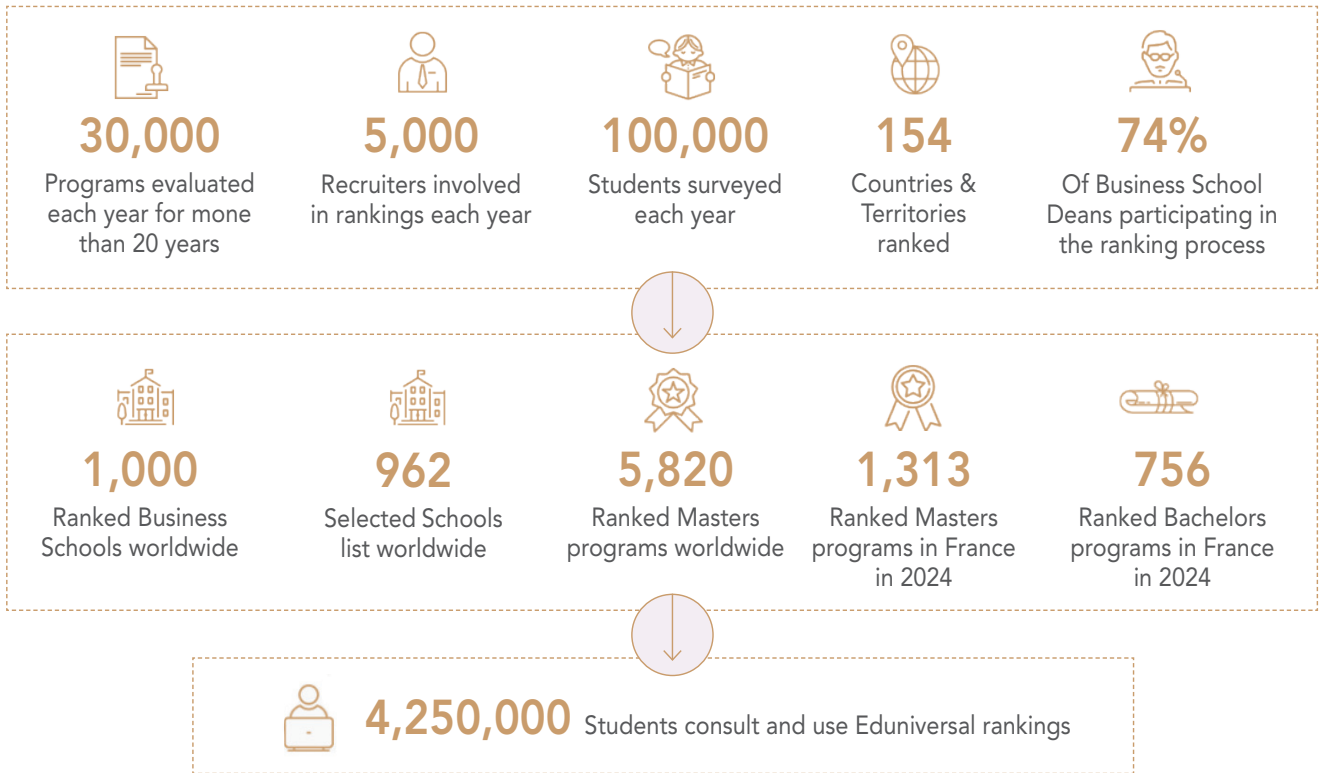 30,000
Programs evaluated
each year for mone
than 20 years
5,000
Recruiters involved
in rankings each year
100,000
Students surveyed
each year
154
Countries &
Territories
ranked
74%
Of Business School
Deans participating in
the ranking process
1,000
Ranked Business
Schools worldwide
962
Selected Schools
list worldwide
5,820
Ranked Masters
programs worldwide
1,313
Ranked Masters
programs in France
in 2024
756
Ranked Bachelors
programs in France
in 2024
4,250,000 Students consult and use Eduniversal rankings